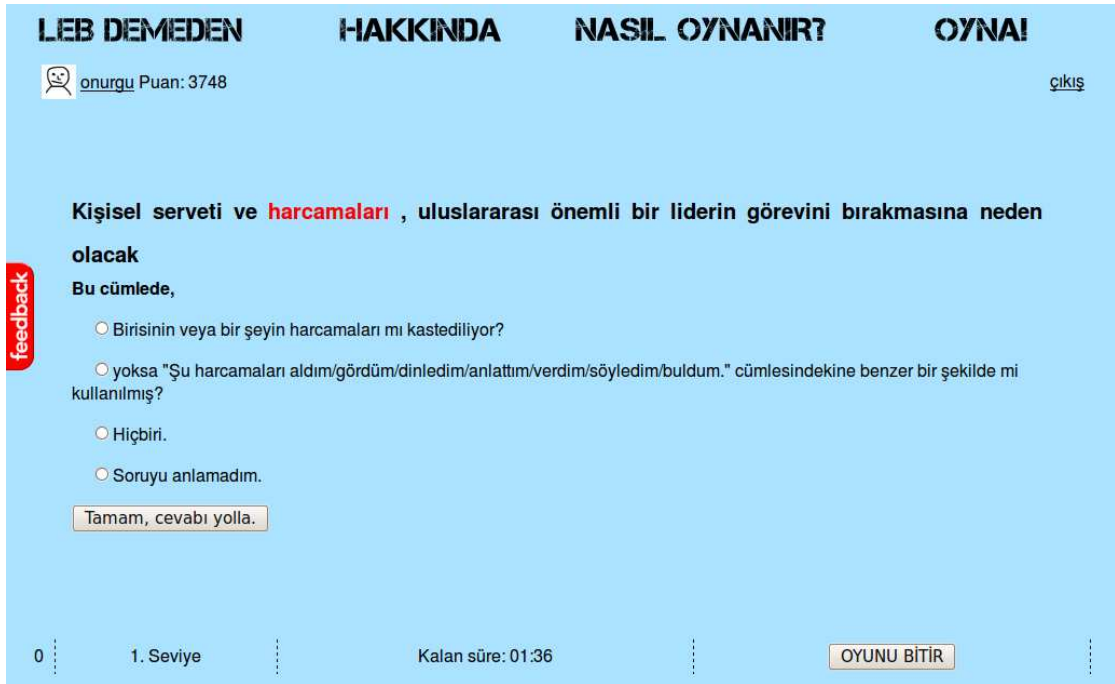 LEB DEMEDEN HAKKINDA NASIL OYNANIR? OYNA!
onurgu Puan: 3748 çıkış
Kişisel serveti ve harcamaları , uluslararası önemli bir liderin görevini bırakmasına neden
olacak
Bu cümlede,
feedback
Birisinin veya bir şeyin harcamaları mı kastediliyor?
yoksa "Şu harcamaları aldım/gördüm/dinledim/anlattım/verdim/söyledim/buldum." cümlesindekine benzer bir şekilde mi
kullanılmış?
Hiçbiri.
Soruyu anlamadım.
Tamam, cevabı yolla.
0 1. Seviye Kalan süre: 01:36 OYUNU BİTİR